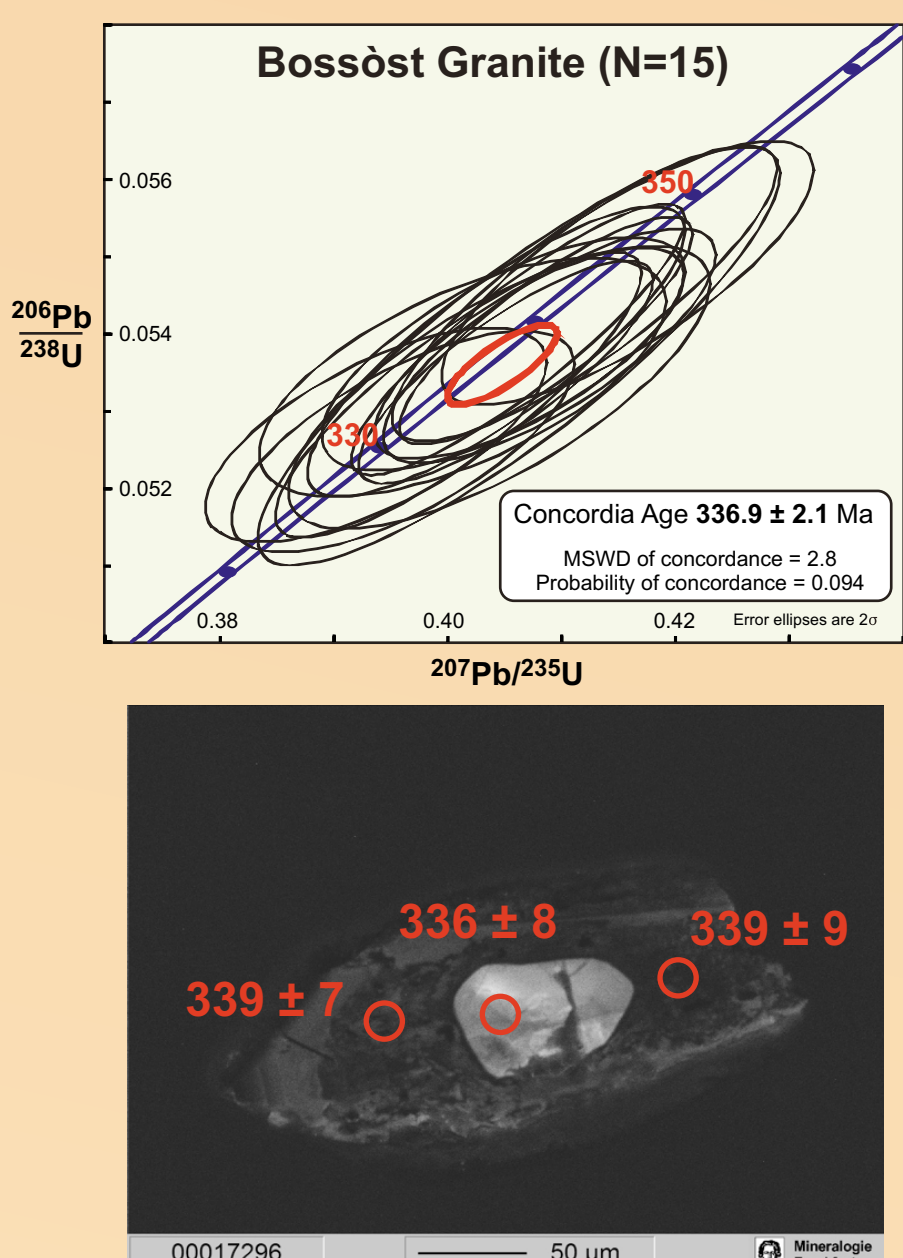 Bossòst Granite (N=15)
0.056
350
206Pb
238U
0.054
330
0.052
Concordia Age 336.9 ± 2.1 Ma
MSWD of concordance = 2.8
Probability of concordance = 0.094
0.38 0.40 0.42 Error ellipses are 2σ
207Pb/235U
336 ± 8
339 ± 9
339 ± 7
00017296 50 um Mineralogie